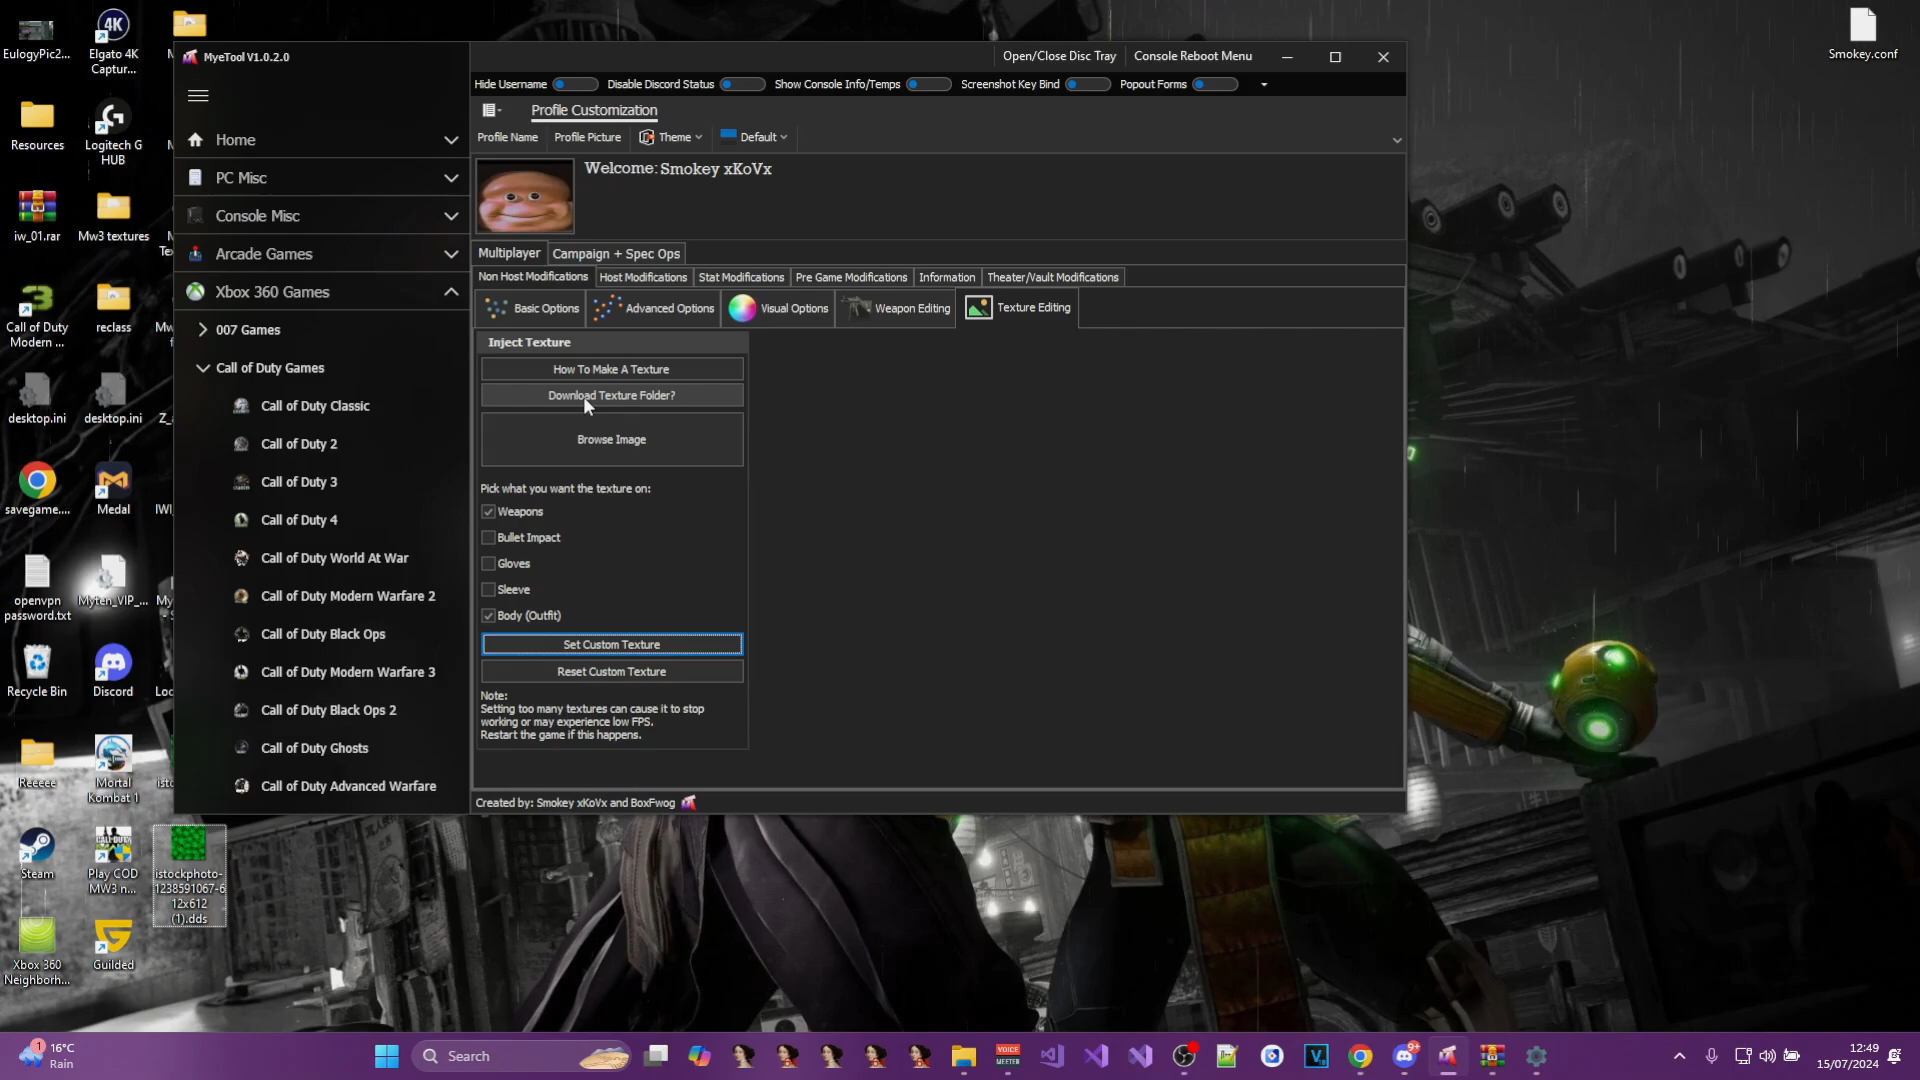 EulogyPic2...
Elgato 4K
Captur...
Smokey.conf
Resources
Logitech G
HUB
iw_01.rar
Mw3 textures
Call of Duty
Modern ...
reclass
desktop.ini
desktop.ini
savegame....
Medal
openvpn
password.txt
Myten_VIP_...
Recycle Bin
Discord
Reeeee
Mortal
Kombat 1
Steam
Play COD
MW3 n...
istockphoto-
1238591067-6
12x612
(1).dds
Xbox 360
Neighborh...
Guilded
MyeTool V1.0.2.0
Open/Close Disc Tray
Console Reboot Menu
Hide Username
Disable Discord Status
Show Console Info/Temps
Screenshot Key Bind
Popout Forms
Profile Customization
Profile Name
Profile Picture
Theme
Default
Welcome: Smokey xKoVx
Home
PC Misc
Console Misc
Arcade Games
Xbox 360 Games
007 Games
Call of Duty Games
Call of Duty Classic
Call of Duty 2
Call of Duty 3
Call of Duty 4
Call of Duty World At War
Call of Duty Modern Warfare 2
Call of Duty Black Ops
Call of Duty Modern Warfare 3
Call of Duty Black Ops 2
Call of Duty Ghosts
Call of Duty Advanced Warfare
Multiplayer
Campaign + Spec Ops
Non Host Modifications
Host Modifications
Stat Modifications
Pre Game Modifications
Information
Theater/Vault Modifications
Basic Options
Advanced Options
Visual Options
Weapon Editing
Texture Editing
Inject Texture
How To Make A Texture
Download Texture Folder?
Browse Image
Pick what you want the texture on:
Weapons
Bullet Impact
Gloves
Sleeve
Body (Outfit)
Set Custom Texture
Reset Custom Texture
Note:
Setting too many textures can cause it to stop
working or may experience low FPS.
Restart the game if this happens.
Created by: Smokey xKoVx and BoxFwog
16°C
Rain
Search
12:49
15/07/2024